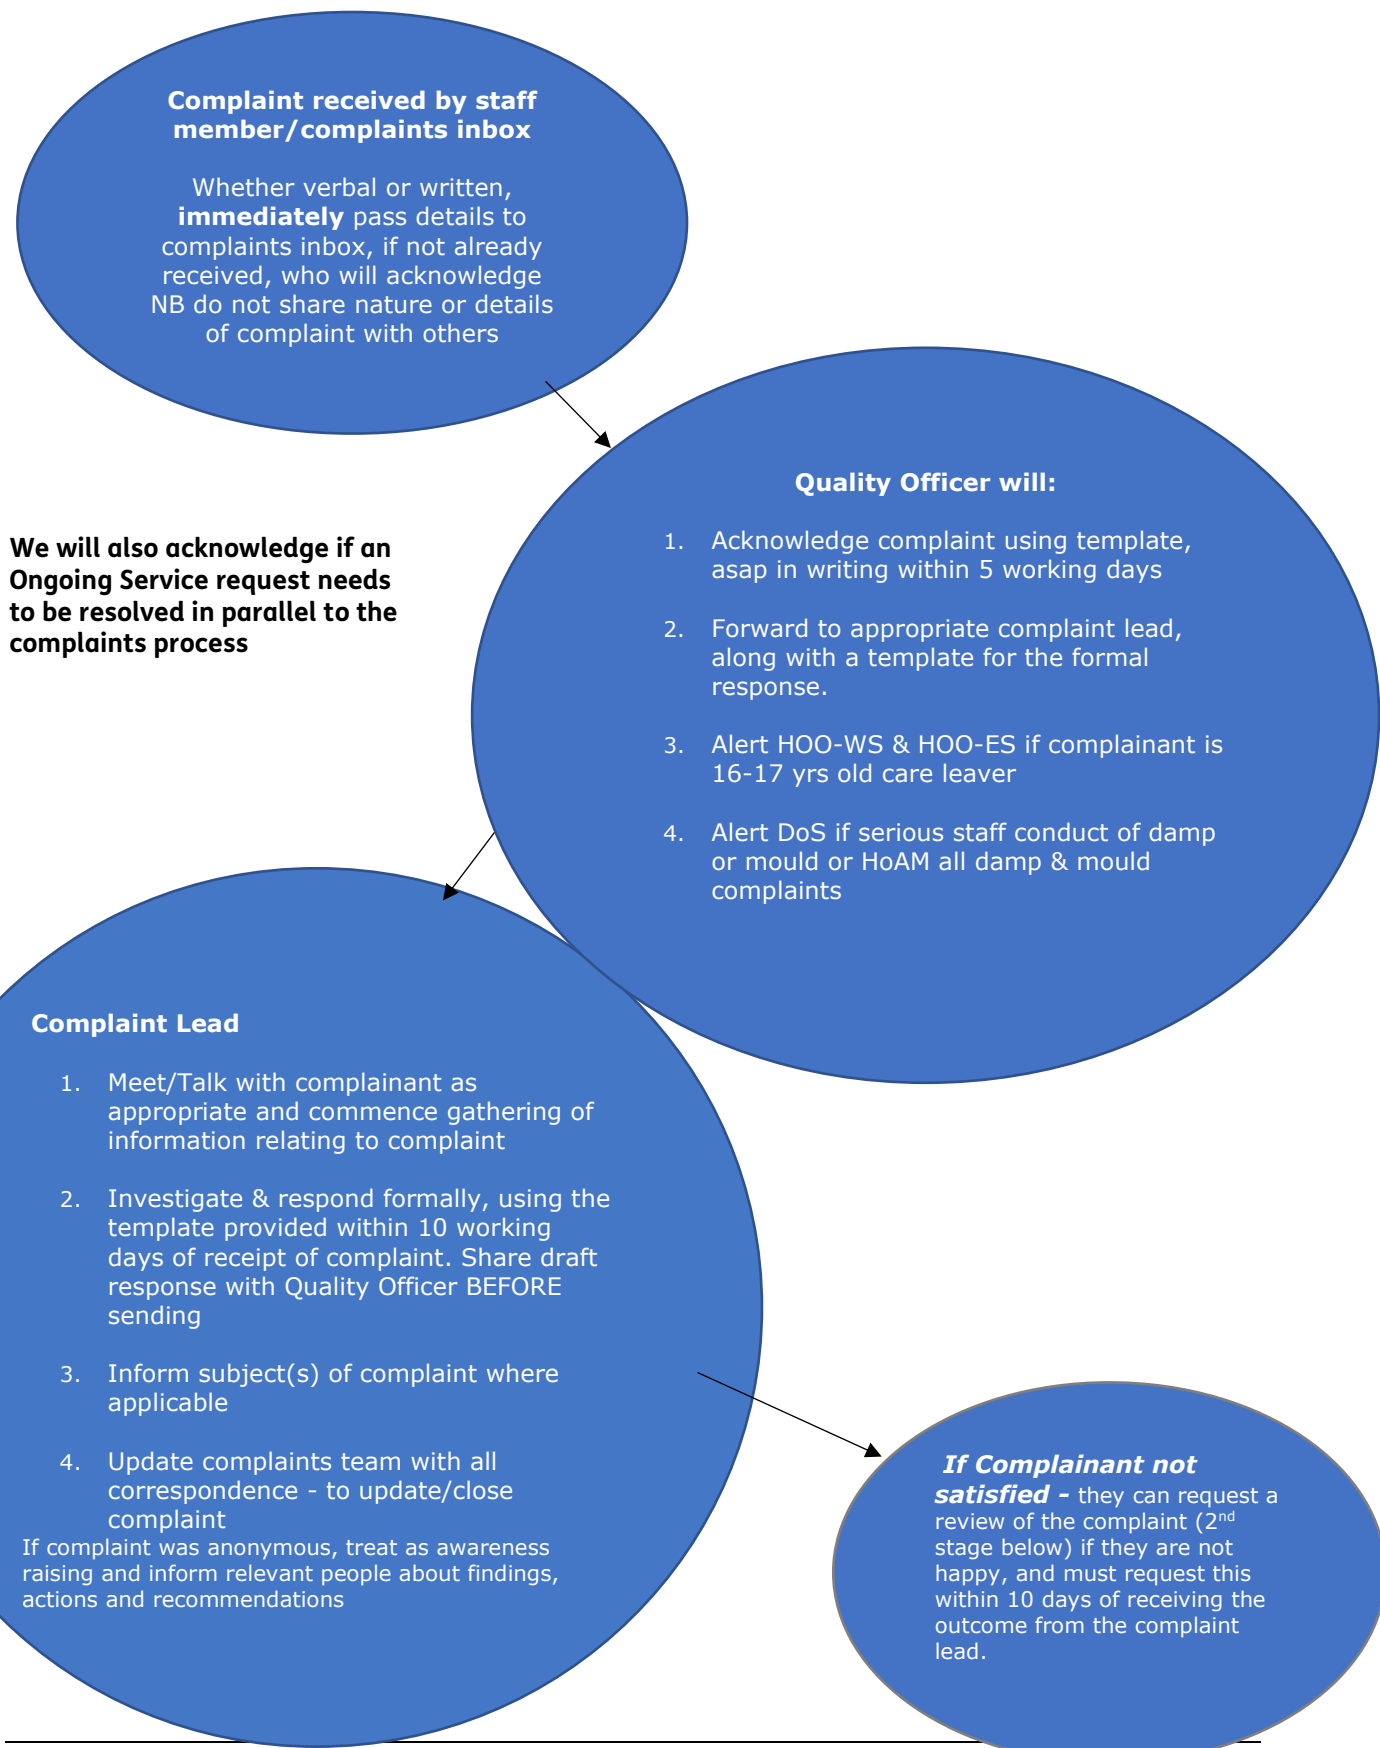 Complaint received by staff
member/complaints inbox
Whether verbal or written,
immediately pass details to
complaints inbox, if not already
received, who will acknowledge
NB do not share nature or details
of complaint with others
Quality Officer will:
1. Acknowledge complaint using template,
asap in writing within 5 working days
2. Forward to appropriate complaint lead,
along with a template for the formal
response.
3. Alert HOO-WS & HOO-ES if complainant is
16-17 yrs old care leaver
4. Alert DoS if serious staff conduct of damp
or mould or HoAM all damp & mould
complaints
We will also acknowledge if an
Ongoing Service request needs
to be resolved in parallel to the
complaints process
Complaint Lead
1. Meet/Talk with complainant as
appropriate and commence gathering of
information relating to complaint
2. Investigate & respond formally, using the
template provided within 10 working
days of receipt of complaint. Share draft
response with Quality Officer BEFORE
sending
3. Inform subject(s) of complaint where
applicable
4. Update complaints team with all
correspondence - to update/close
complaint
If complaint was anonymous, treat as awareness
raising and inform relevant people about findings,
actions and recommendations
If Complainant not
satisfied – they can request a
review of the complaint (2nd
stage below) if they are not
happy, and must request this
within 10 days of receiving the
outcome from the complaint
lead.